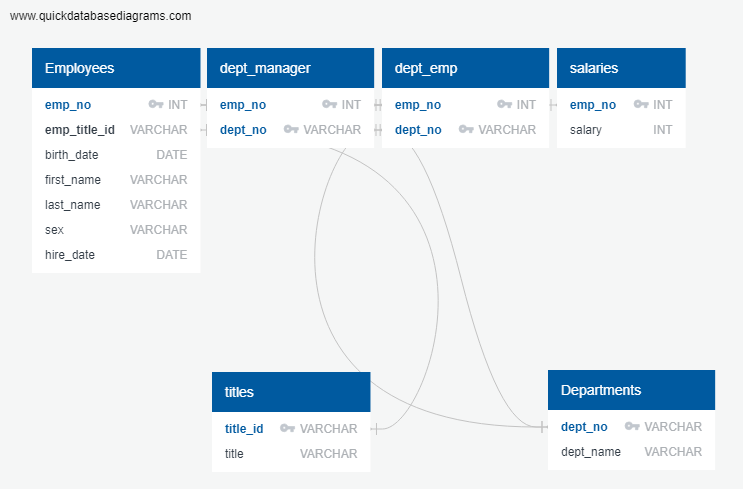 www.quickdatabasediagrams.com
Employees
emp_no INT
emp_title_id VARCHAR
birth_date DATE
first_name VARCHAR
last_name VARCHAR
sex VARCHAR
hire_date DATE
dept_manager
emp_no INT
dept_no VARCHAR
dept_emp
emp_no INT
dept_no VARCHAR
salaries
emp_no INT
salary INT
titles
title_id VARCHAR
title VARCHAR
Departments
dept_no VARCHAR
dept_name VARCHAR